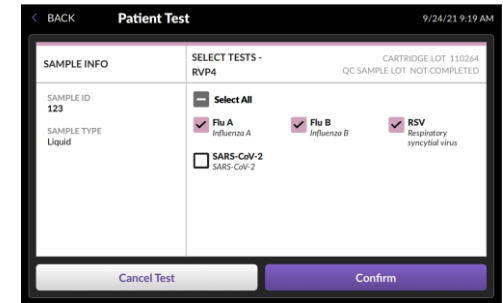 < BACK Patient Test 9/24/21 9:19 AM
SAMPLE INFO
SAMPLE ID
123
SAMPLE TYPE
Liquid
SELECT TESTS -
RVP4
CARTRIDGE LOT 110264
QC SAMPLE LOT NOT COMPLETED
Select All
Flu A
Influenza A
Flu B
Influenza B
RSV
Respiratory
syncytial virus
SARS-CoV-2
SARS-CoV-2
Cancel Test
Confirm